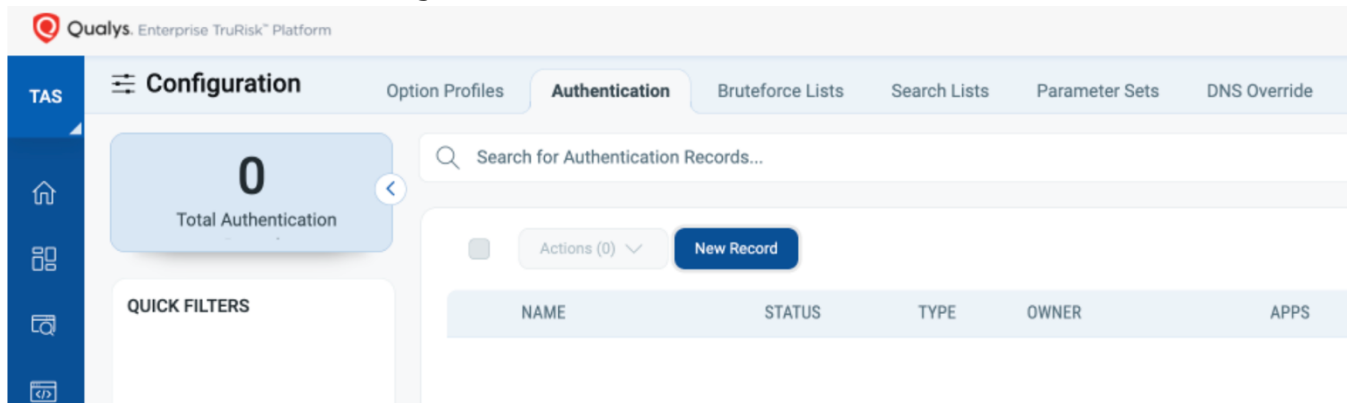 Qualys. Enterprise TruRisk™ Platform
TAS
Configuration
Option Profiles Authentication Bruteforce Lists Search Lists Parameter Sets DNS Override
0
Total Authentication
Search for Authentication Records...
Actions (0) New Record
QUICK FILTERS
NAME STATUS TYPE OWNER APPS